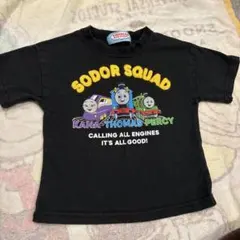 SODOR SQUAD
KANA THOMAS PERCY
CALLING ALL ENGINES
IT'S ALL GOOD!